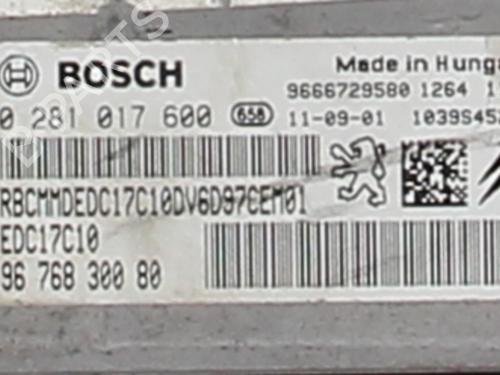 BOSCH
Made in Hunga
0 281 017 600 658
9666729580 1264
11-09-01 1039S45
RBCMMDEDC17C10DV6D97CEM01
EDC17C10
96 768 300 80